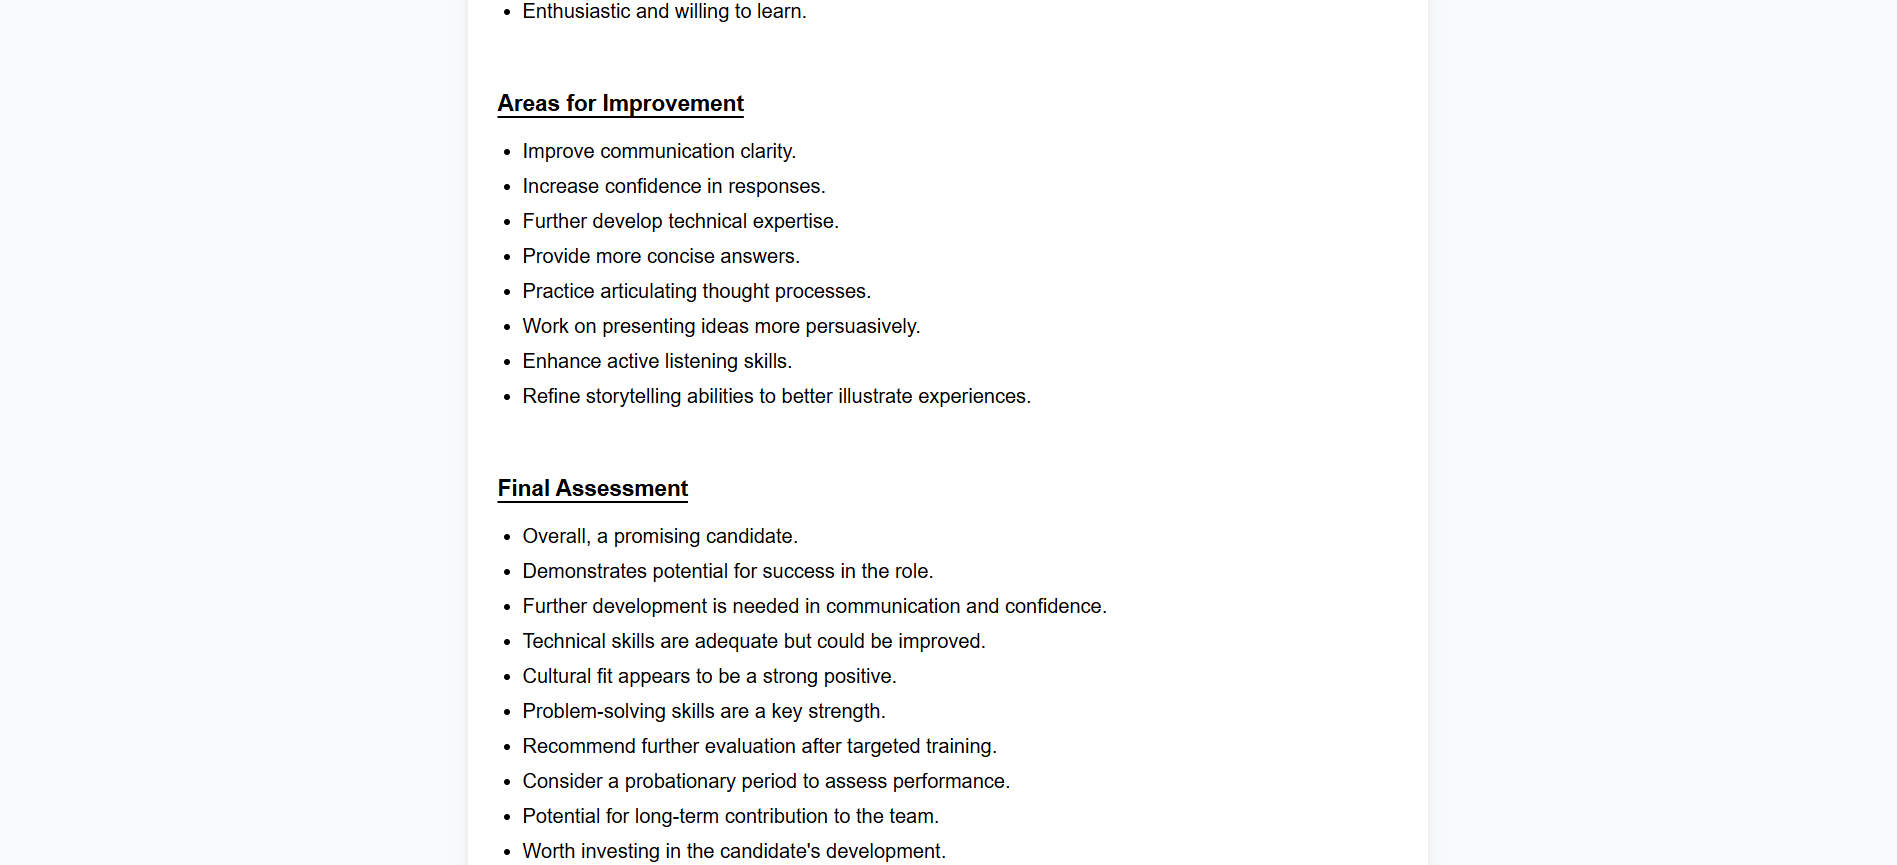 • Enthusiastic and willing to learn.
Areas for Improvement
• Improve communication clarity.
• Increase confidence in responses.
• Further develop technical expertise.
• Provide more concise answers.
• Practice articulating thought processes.
• Work on presenting ideas more persuasively.
• Enhance active listening skills.
• Refine storytelling abilities to better illustrate experiences.
Final Assessment
• Overall, a promising candidate.
• Demonstrates potential for success in the role.
• Further development is needed in communication and confidence.
• Technical skills are adequate but could be improved.
• Cultural fit appears to be a strong positive.
• Problem-solving skills are a key strength.
• Recommend further evaluation after targeted training.
• Consider a probationary period to assess performance.
• Potential for long-term contribution to the team.
• Worth investing in the candidate's development.